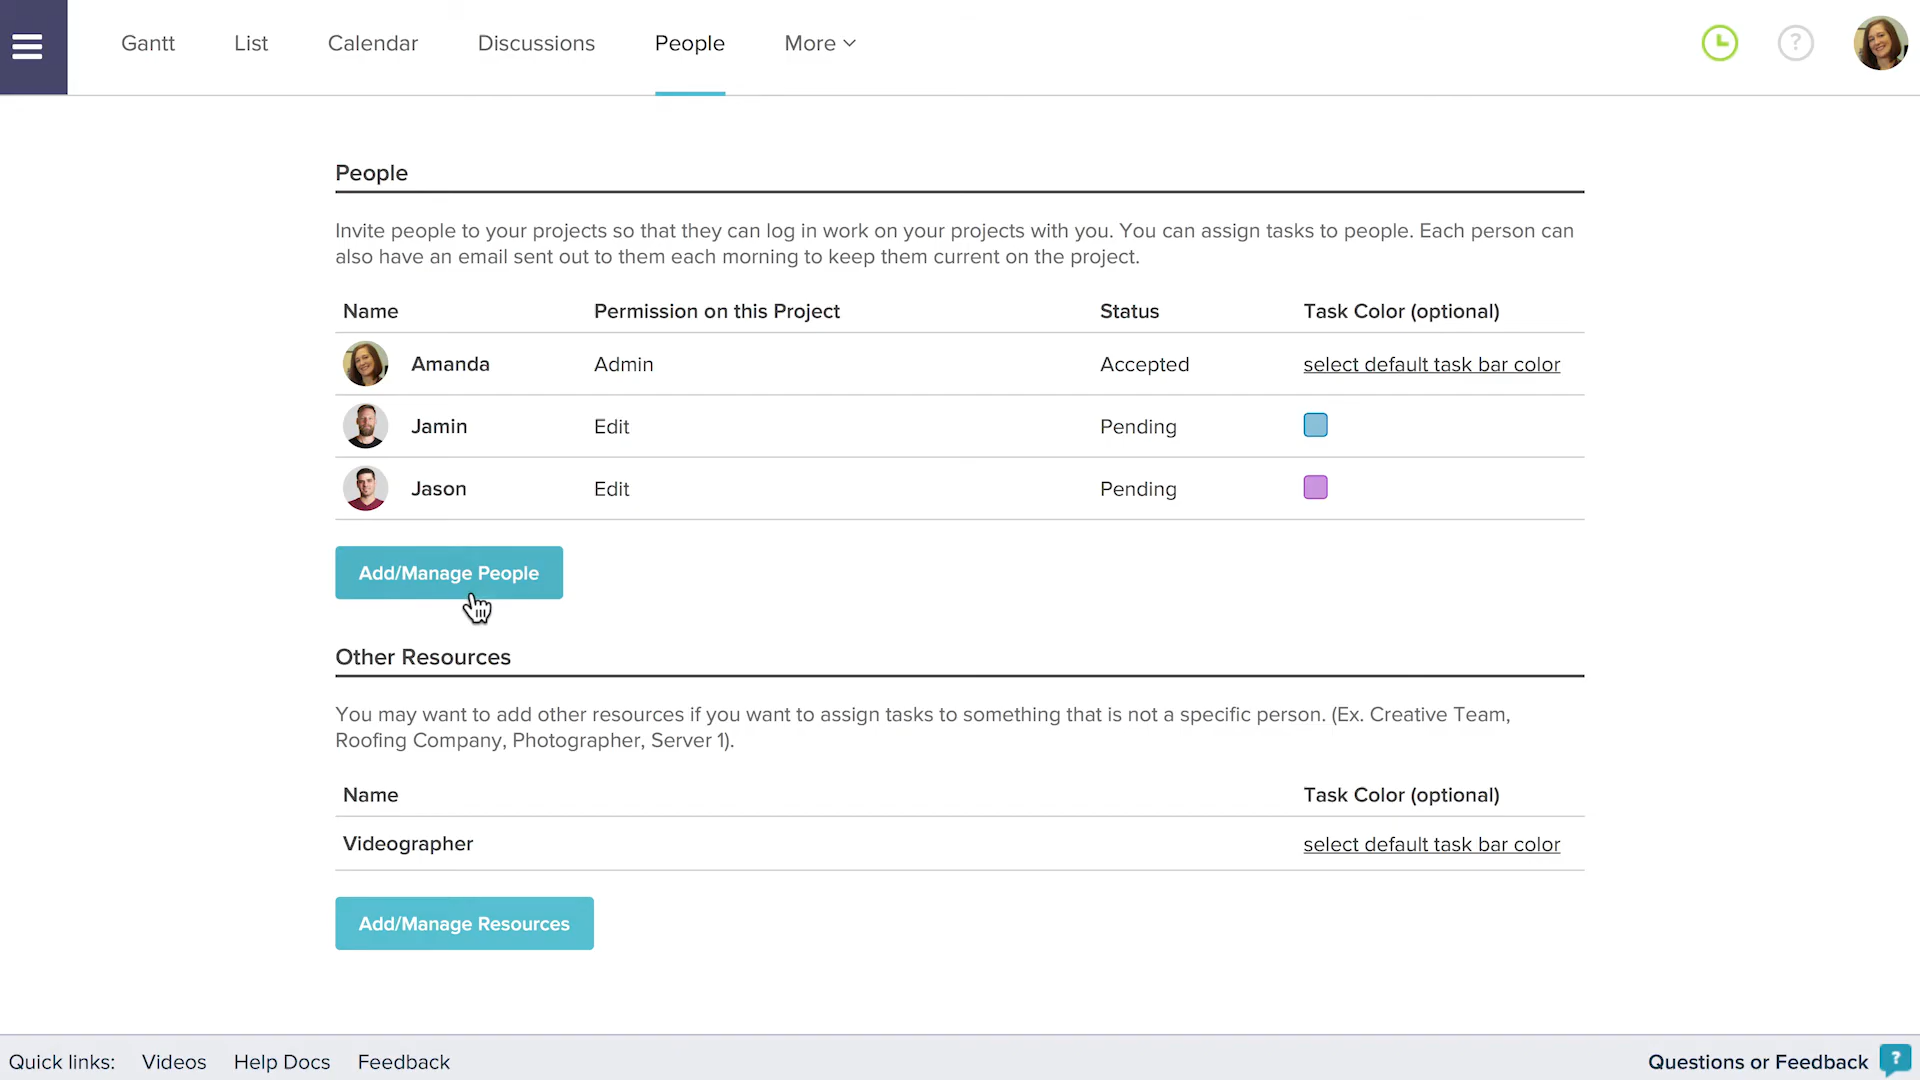 Gantt List Calendar Discussions People More
?
People
Invite people to your projects so that they can log in work on your projects with you. You can assign tasks to people. Each person can
also have an email sent out to them each morning to keep them current on the project.
Name Permission on this Project Status Task Color (optional)
Amanda Admin Accepted select default task bar color
Jamin Edit Pending
Jason Edit Pending
Add/Manage People
Other Resources
You may want to add other resources if you want to assign tasks to something that is not a specific person. (Ex. Creative Team,
Roofing Company, Photographer, Server 1).
Name Task Color (optional)
Videographer select default task bar color
Add/Manage Resources
Quick links: Videos Help Docs Feedback Questions or Feedback ?